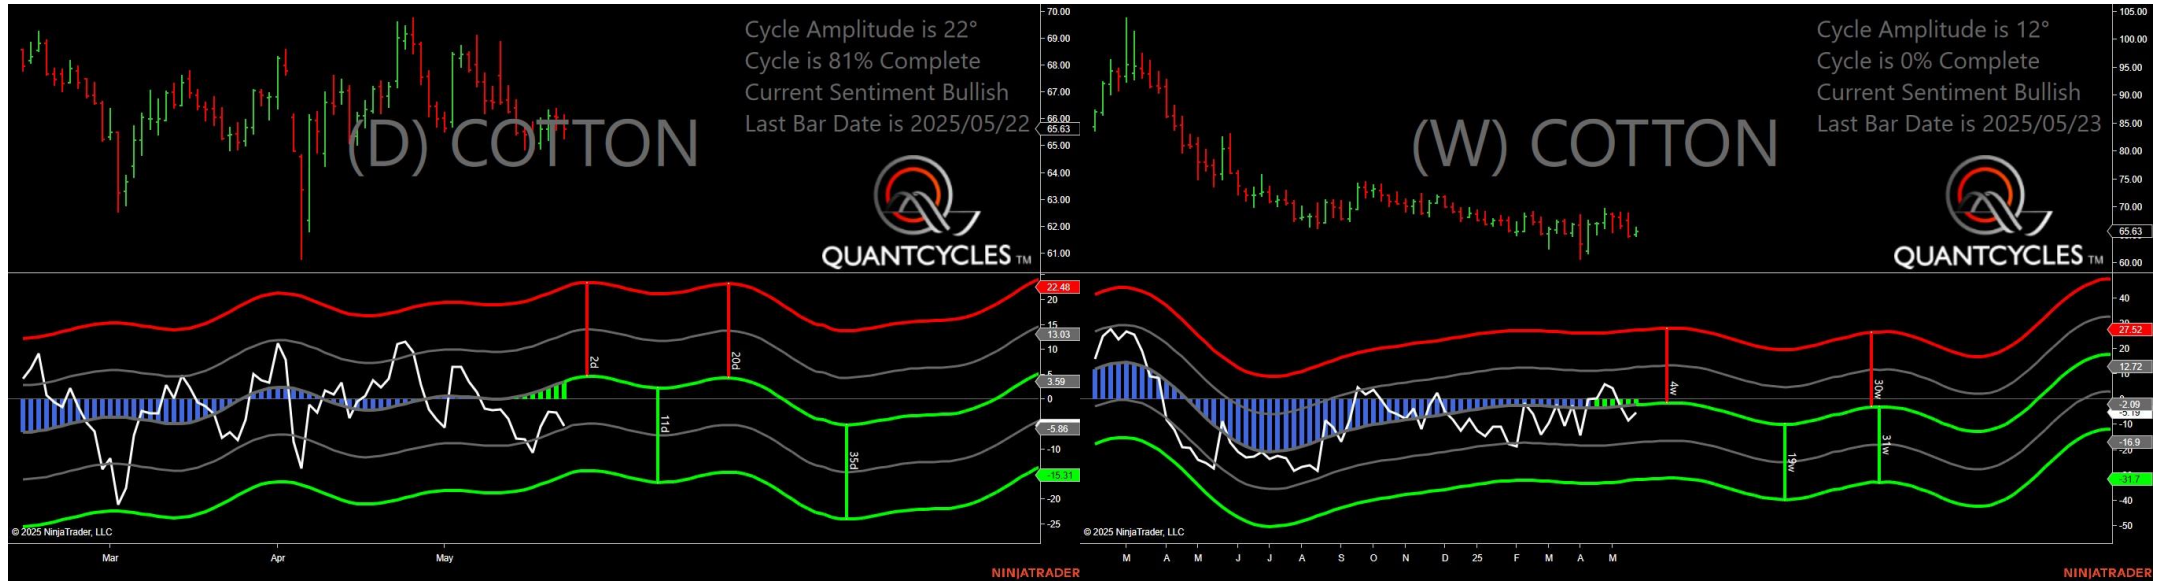 Cycle Amplitude is 22°
Cycle is 81% Complete
Current Sentiment Bullish
Last Bar Date is 2025/05/22
(D) COTTON
QUANTCYCLES TM
70.00
69.00
68.00
67.00
66.00
65.63
65.00
64.00
63.00
62.00
61.00
22.48
20
15
13.03
10
5
3.59
0
-5.86
-10
-15.31
-20
-25
2d
20d
11d
35d
© 2025 NinjaTrader, LLC
Mar
Apr
May
NINJATRADER
Cycle Amplitude is 12°
Cycle is 0% Complete
Current Sentiment Bullish
Last Bar Date is 2025/05/23
(W) COTTON
QUANTCYCLES TM
105.00
100.00
95.00
90.00
85.00
80.00
75.00
70.00
65.63
60.00
40
27.52
20
12.72
-2.09
-5.19
-10
-16.9
-31.7
-40
-50
4w
30w
19w
31w
© 2025 NinjaTrader, LLC
M A M J J A S O N D 25 F M A M
NINJATRADER